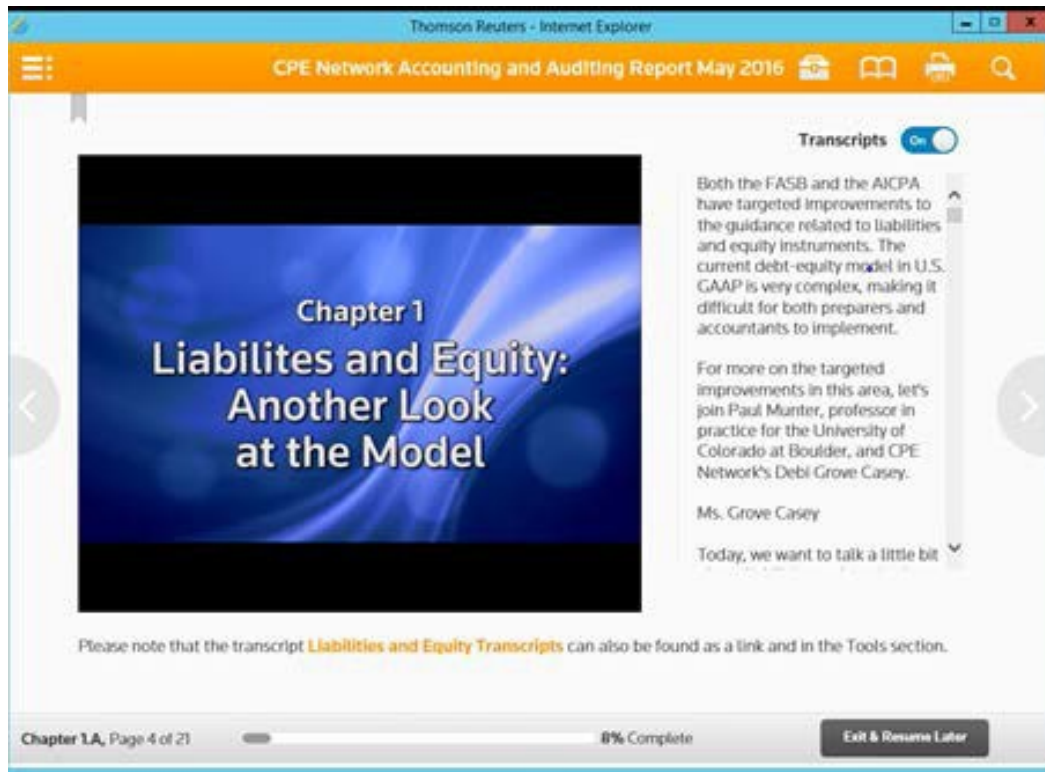 Thomson Reuters - Internet Explorer
CPE Network Accounting and Auditing Report May 2016
Transcripts On
Chapter 1
Liabilites and Equity:
Another Look
at the Model
Both the FASB and the AICPA
have targeted improvements to
the guidance related to liabilities
and equity instruments. The
current debt-equity model in U.S.
GAAP is very complex, making it
difficult for both preparers and
accountants to implement.
For more on the targeted
improvements in this area, let's
join Paul Munter, professor in
practice for the University of
Colorado at Boulder, and CPE
Network's Debi Grove Casey.
Ms. Grove Casey
Today, we want to talk a little bit
Please note that the transcript Liabilities and Equity Transcripts can also be found as a link and in the Tools section.
Chapter 1.A, Page 4 of 21
8% Complete
Exit & Resume Later